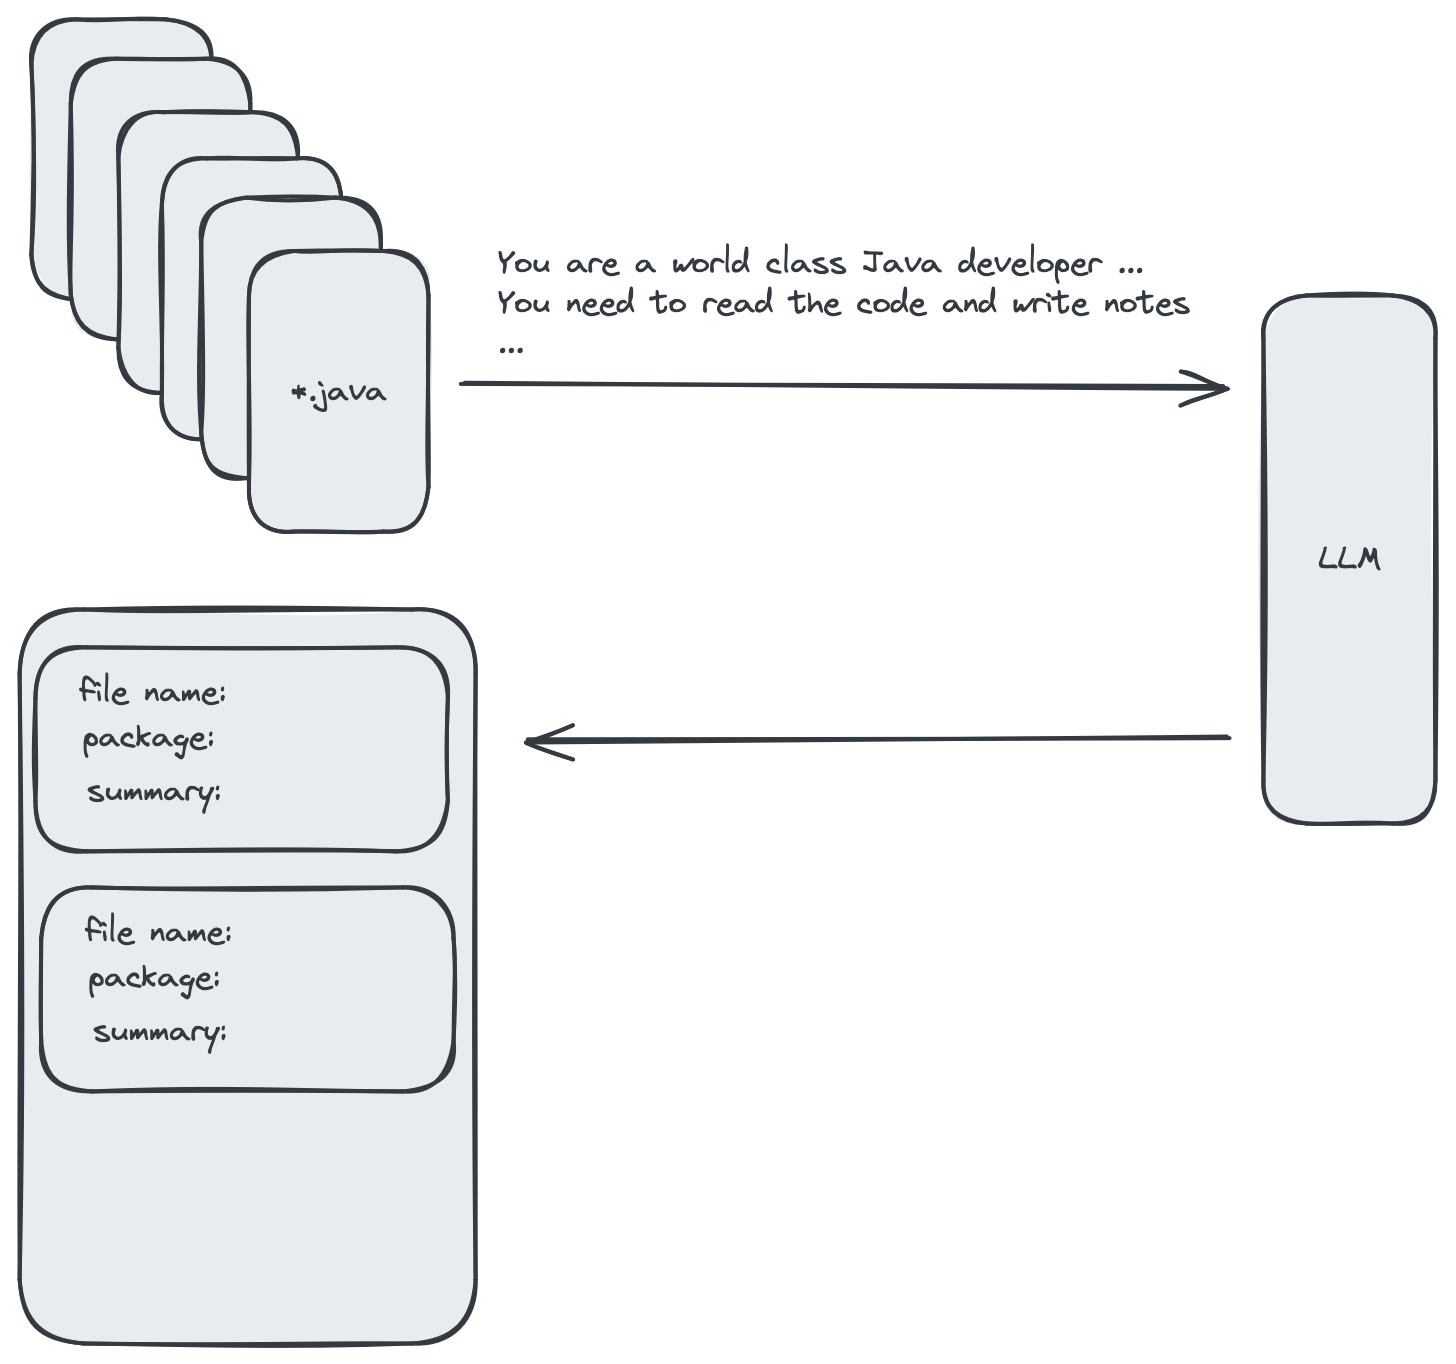 You are a world class Java developer ...
You need to read the code and write notes
...
*.java
LLM
file name:
package:
summary:
file name:
package:
summary: